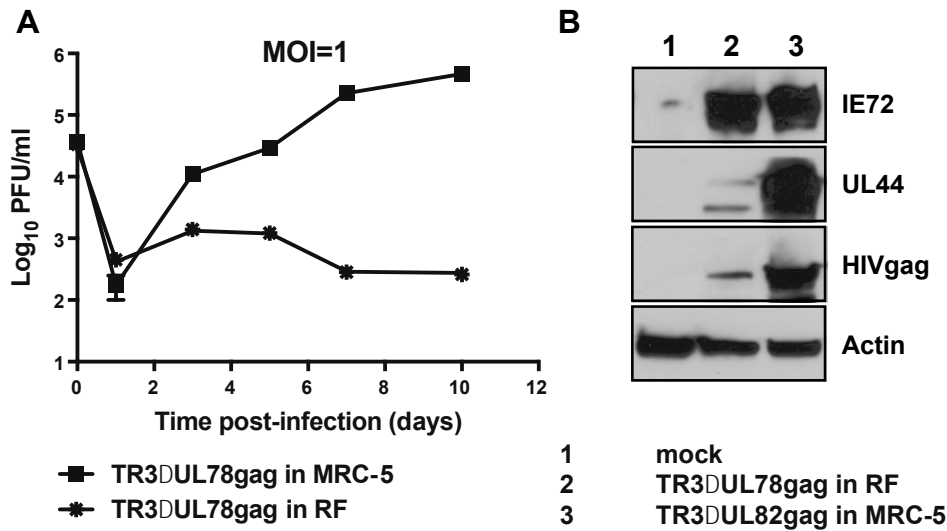 A
MOI=1
Log10 PFU/ml
6
5
4
3
2
1
0 2 4 6 8 10 12
Time post-infection (days)
TR3DUL78gag in MRC-5
TR3DUL78gag in RF
B
1 2 3
IE72
UL44
HIVgag
Actin
1 mock
2 TR3DUL78gag in RF
3 TR3DUL82gag in MRC-5